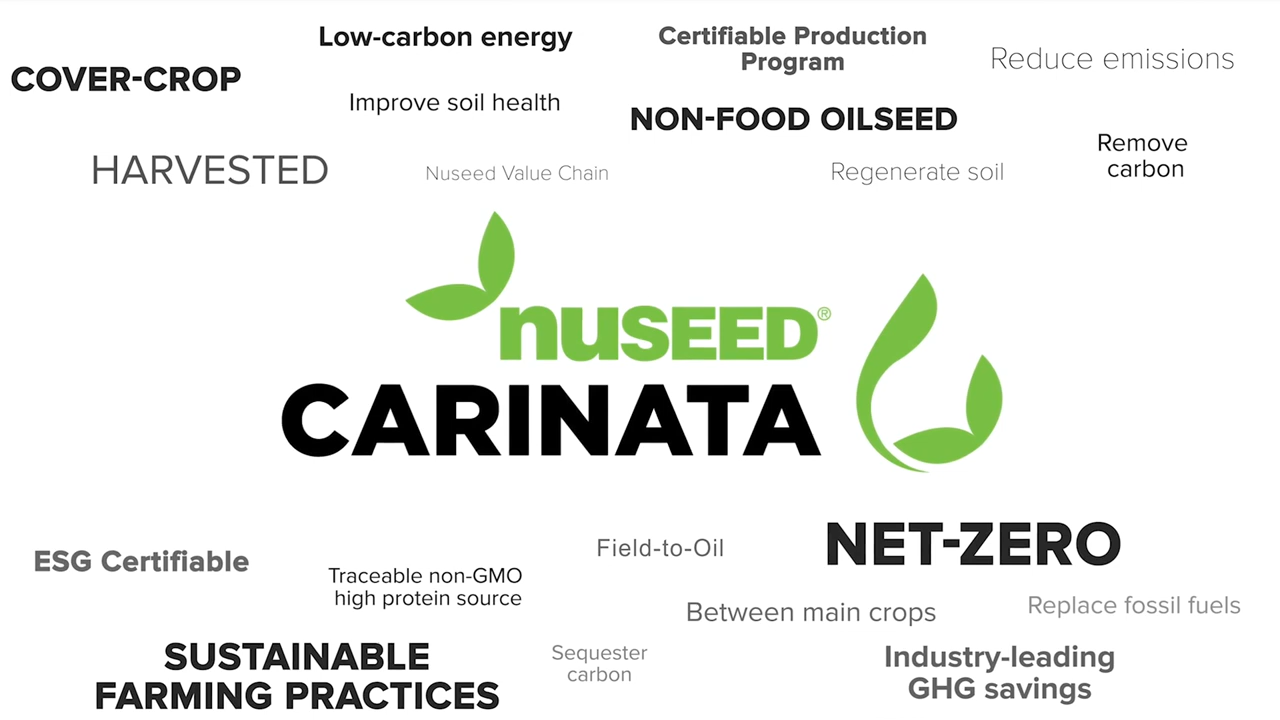 Low-carbon energy
Certifiable Production
Program
Reduce emissions
COVER-CROP
Improve soil health
NON-FOOD OILSEED
Remove
carbon
HARVESTED
Nuseed Value Chain
Regenerate soil
nuSEED®
CARINATA
NET-ZERO
Field-to-Oil
ESG Certifiable
Traceable non-GMO
high protein source
Between main crops
Replace fossil fuels
SUSTAINABLE
FARMING PRACTICES
Sequester
carbon
Industry-leading
GHG savings